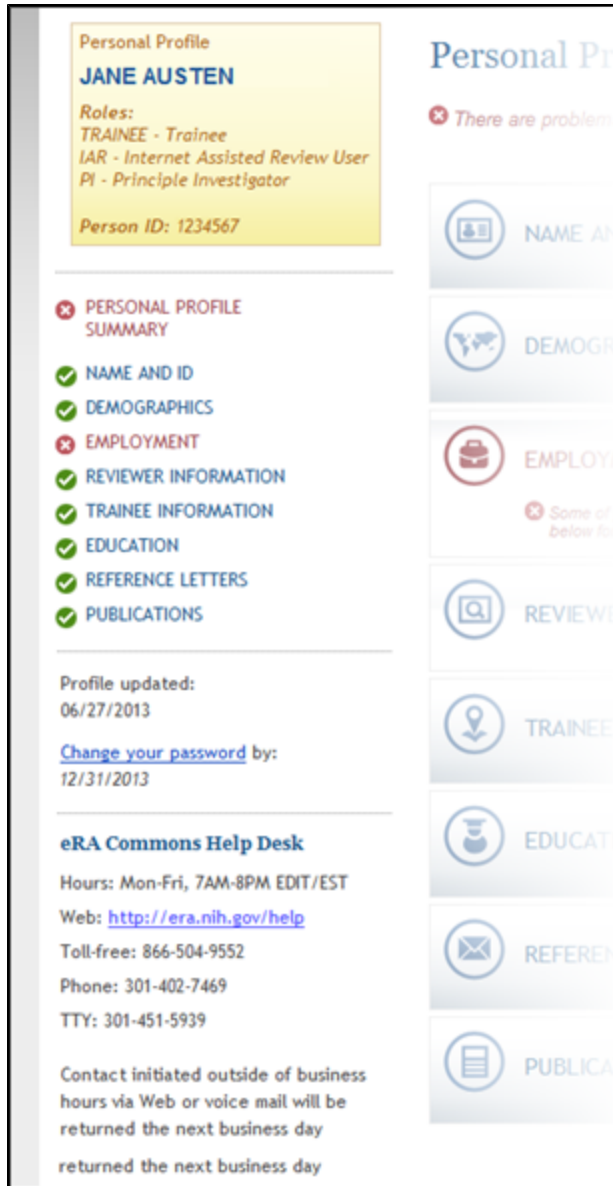 Personal Profile
JANE AUSTEN
Roles:
TRAINEE - Trainee
IAR - Internet Assisted Review User
PI - Principle Investigator
Person ID: 1234567
PERSONAL PROFILE
SUMMARY
NAME AND ID
DEMOGRAPHICS
EMPLOYMENT
REVIEWER INFORMATION
TRAINEE INFORMATION
EDUCATION
REFERENCE LETTERS
PUBLICATIONS
Profile updated:
06/27/2013
Change your password by:
12/31/2013
eRA Commons Help Desk
Hours: Mon-Fri, 7AM-8PM EDIT/EST
Web: http://era.nih.gov/help
Toll-free: 866-504-9552
Phone: 301-402-7469
TTY: 301-451-5939
Contact initiated outside of business
hours via Web or voice mail will be
returned the next business day
returned the next business day
Personal Pr
There are problem
NAME AN
DEMOGR
EMPLOY
Some of
below fo
REVIEWE
TRAINEE
EDUCAT
REFEREN
PUBLICA